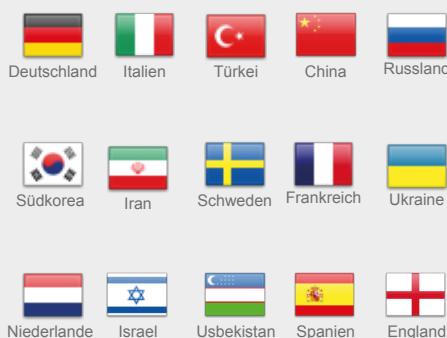 Deutschland Italien Türkei China Russland
Südkorea Iran Schweden Frankreich Ukraine
Niederlande Israel Usbekistan Spanien England